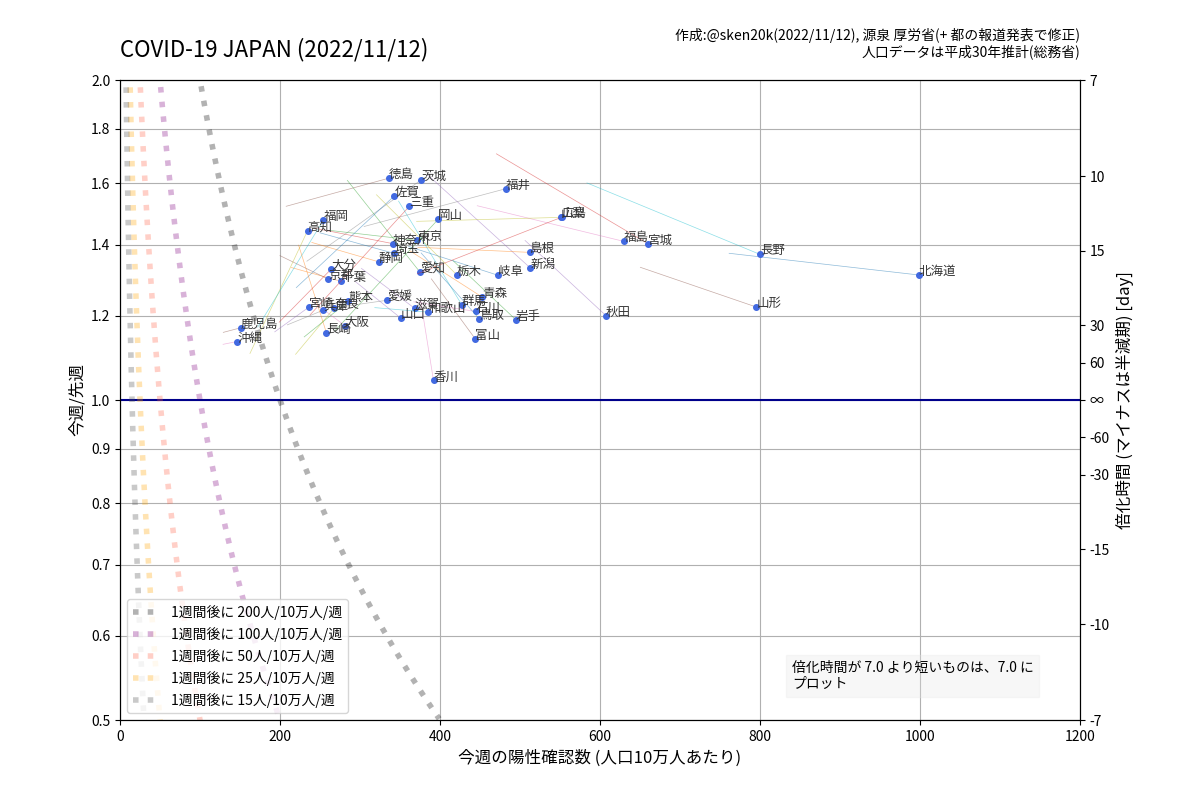 COVID-19 JAPAN (2022/11/12)
作成:@sken20k(2022/11/12), 源泉 厚労省(+ 都の報道発表で修正)
人口データは平成30年推計(総務省)
今週/先週
2.0
1.8
1.6
1.4
1.2
1.0
0.9
0.8
0.7
0.6
0.5
徳島
茨城
福井
佐賀
三重
福岡
岡山
広島
高知
東京
神奈川
福島
宮城
埼玉
島根
長野
静岡
大分
愛知
栃木
岐阜
新潟
北海道
京都
千葉
熊本
愛媛
青森
宮崎
滋賀
群馬
山形
和歌山
石川
山口
鳥取
岩手
秋田
鹿児島
大阪
長崎
沖縄
富山
香川
1週間後に 200人/10万人/週
1週間後に 100人/10万人/週
1週間後に 50人/10万人/週
1週間後に 25人/10万人/週
1週間後に 15人/10万人/週
倍化時間が 7.0 より短いものは、7.0 に
プロット
7
10
15
30
60
∞
-60
-30
-15
-10
-7
倍化時間 (マイナスは半減期) [day]
0 200 400 600 800 1000 1200
今週の陽性確認数 (人口10万人あたり)